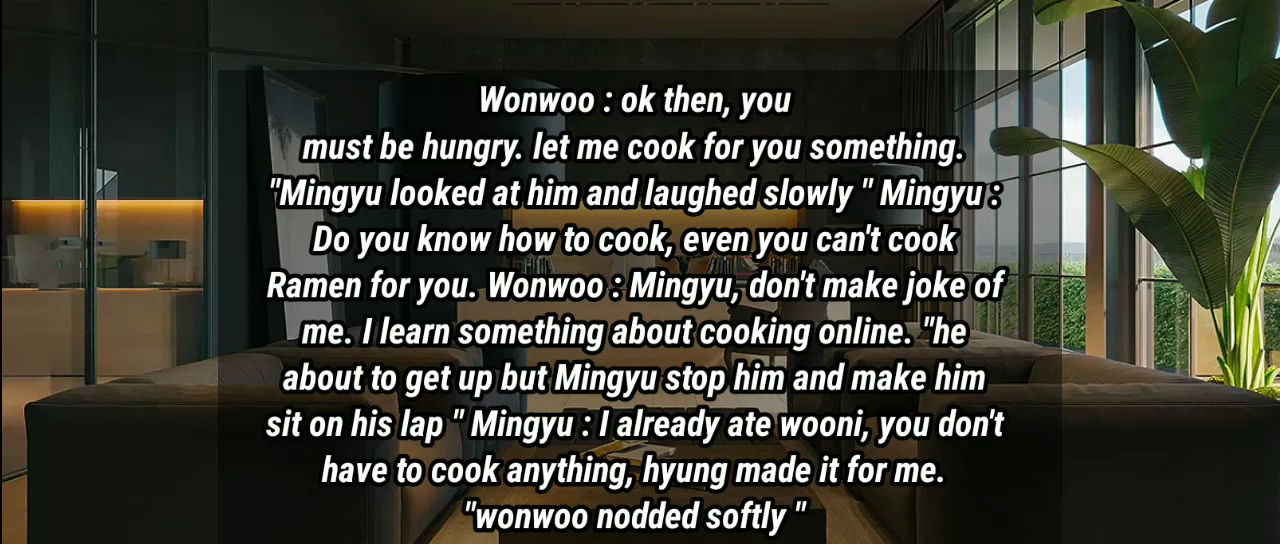 Wonwoo : ok then, you
must be hungry. let me cook for you something.
"Mingyu looked at him and laughed slowly " Mingyu :
Do you know how to cook, even you can't cook
Ramen for you. Wonwoo : Mingyu, don't make joke of
me. I learn something about cooking online. "he
about to get up but Mingyu stop him and make him
sit on his lap " Mingyu : I already ate wooni, you don't
have to cook anything, hyung made it for me.
"wonwoo nodded softly "